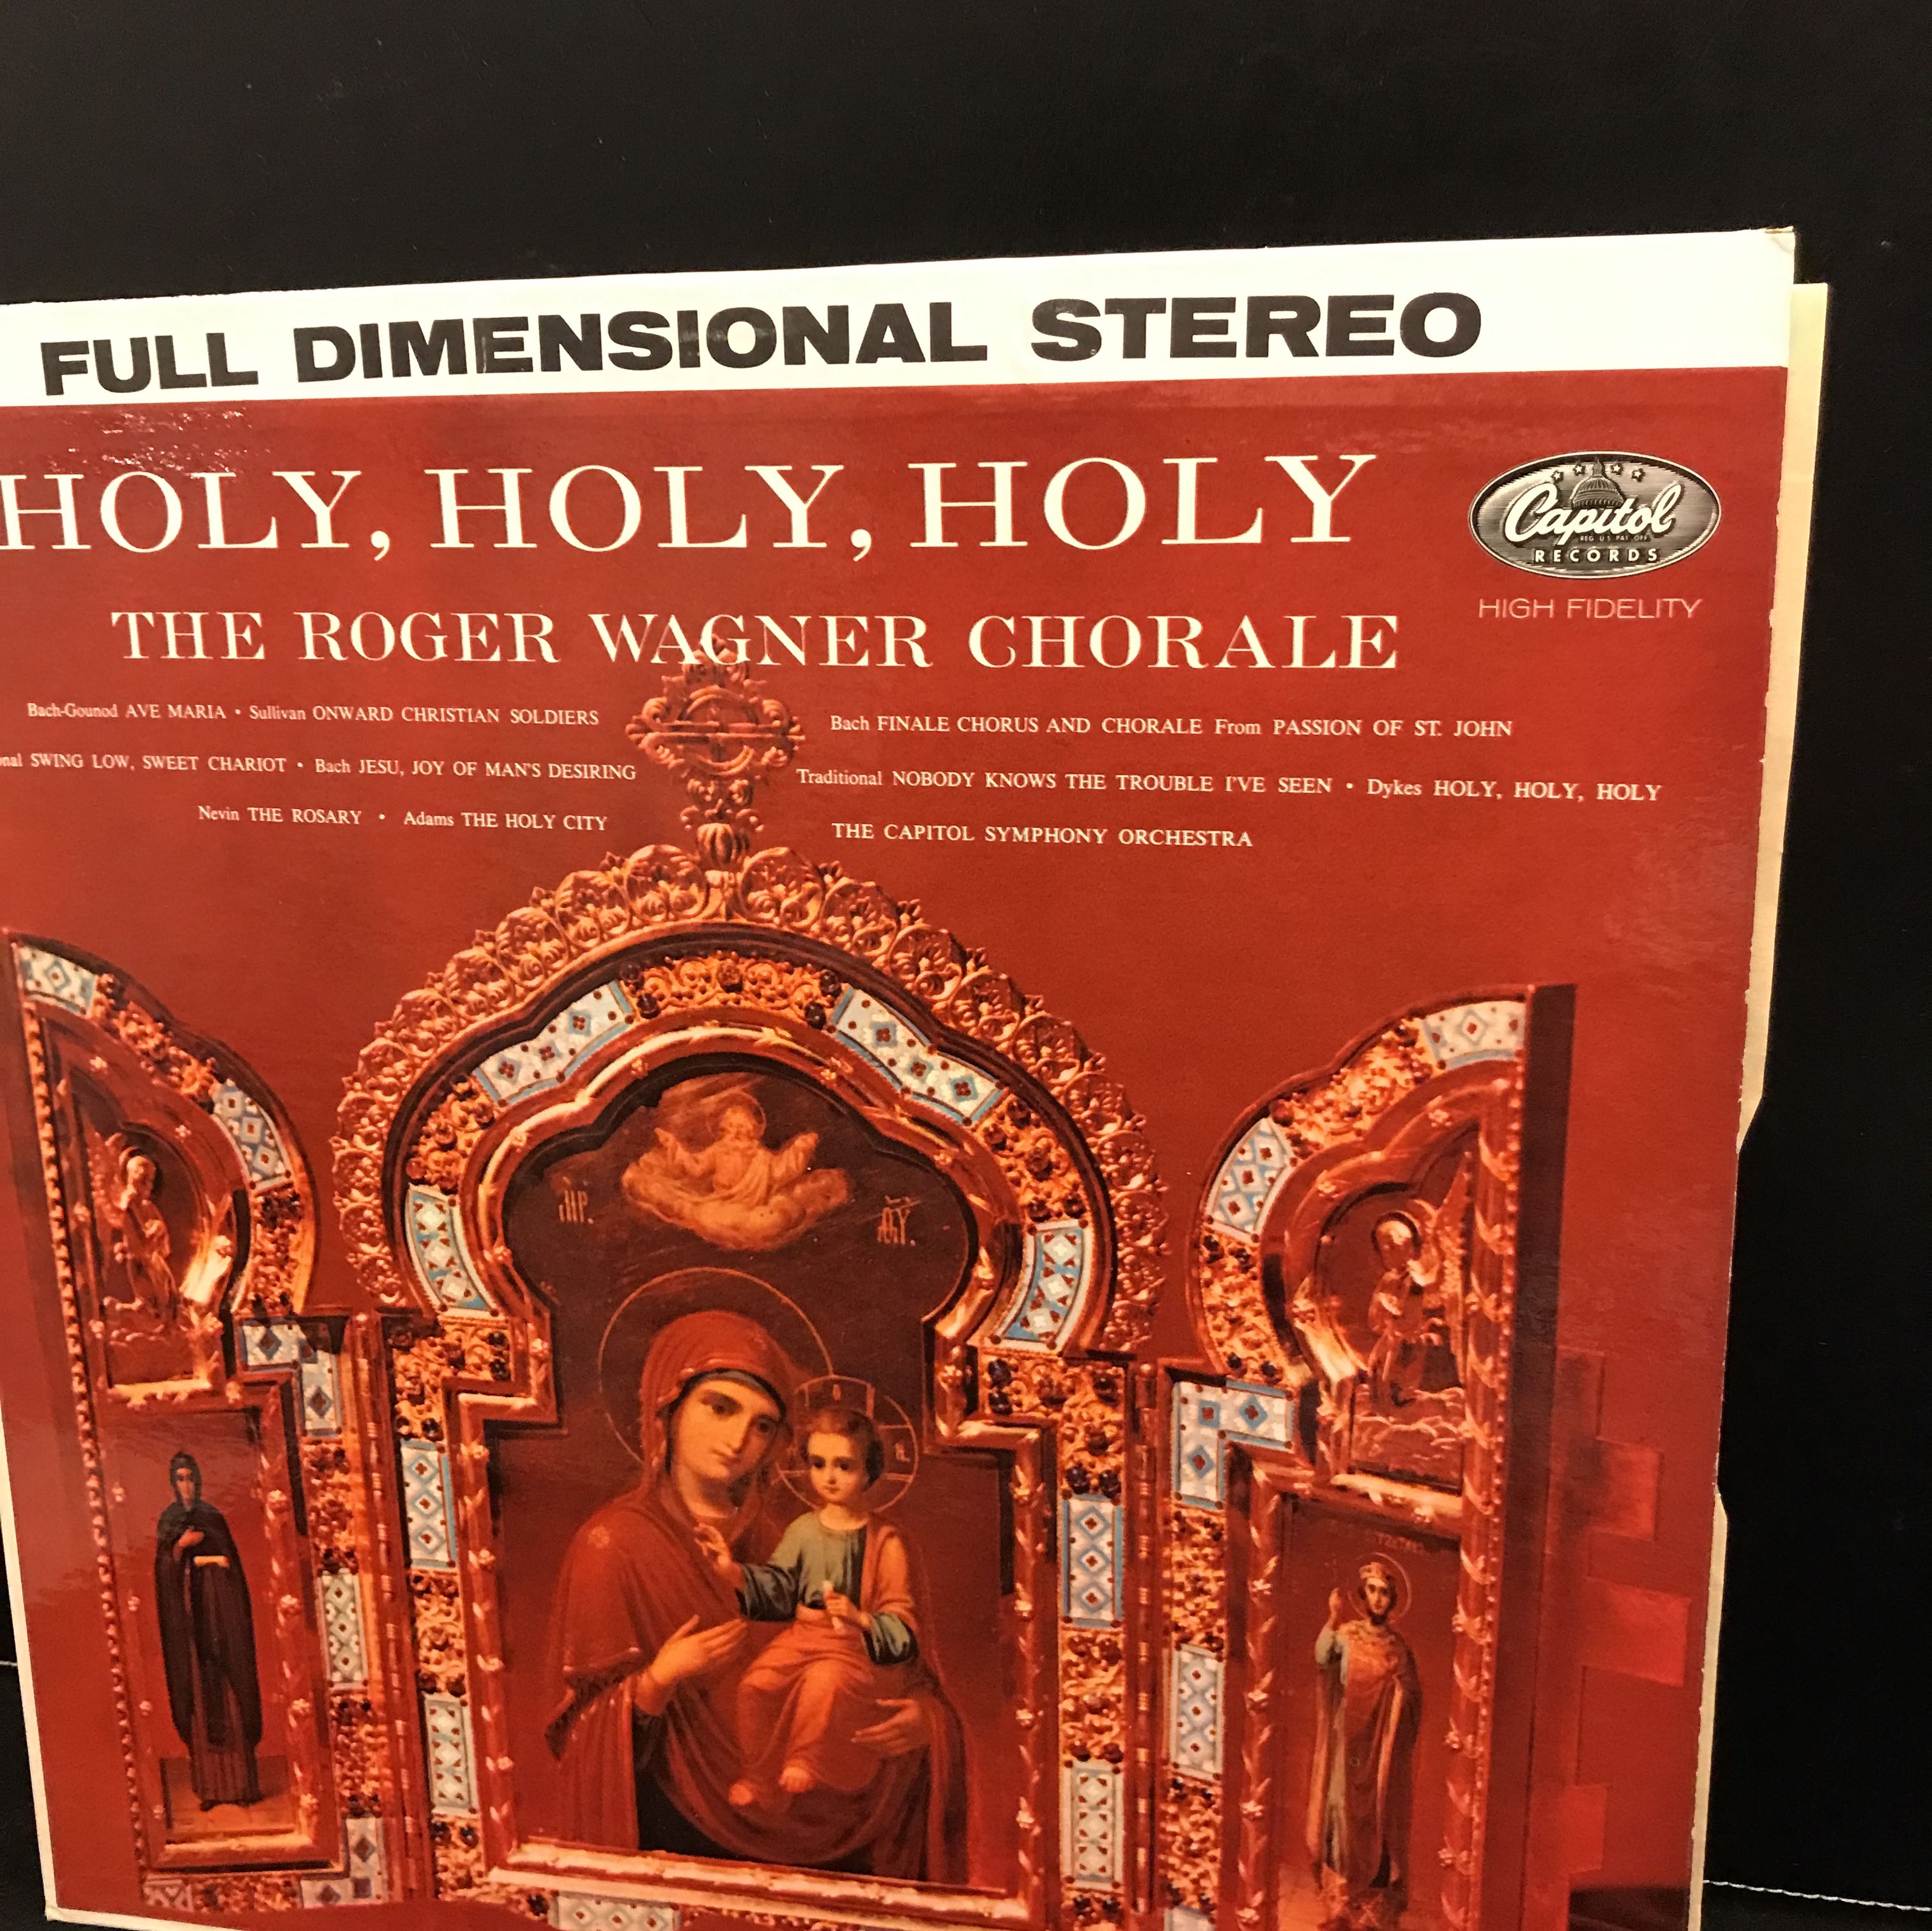 FULL DIMENSIONAL STEREO
HOLY, HOLY, HOLY
Capitol
REG. U.S. PAT. OFF.
RECORDS
HIGH FIDELITY
THE ROGER WAGNER CHORALE
Bach-Gounod AVE MARIA • Sullivan ONWARD CHRISTIAN SOLDIERS
SWING LOW, SWEET CHARIOT • Bach JESU, JOY OF MAN'S DESIRING
Nevin THE ROSARY • Adams THE HOLY CITY
Bach FINALE CHORUS AND CHORALE From PASSION OF ST. JOHN
Traditional NOBODY KNOWS THE TROUBLE I'VE SEEN • Dykes HOLY, HOLY, HOLY
THE CAPITOL SYMPHONY ORCHESTRA